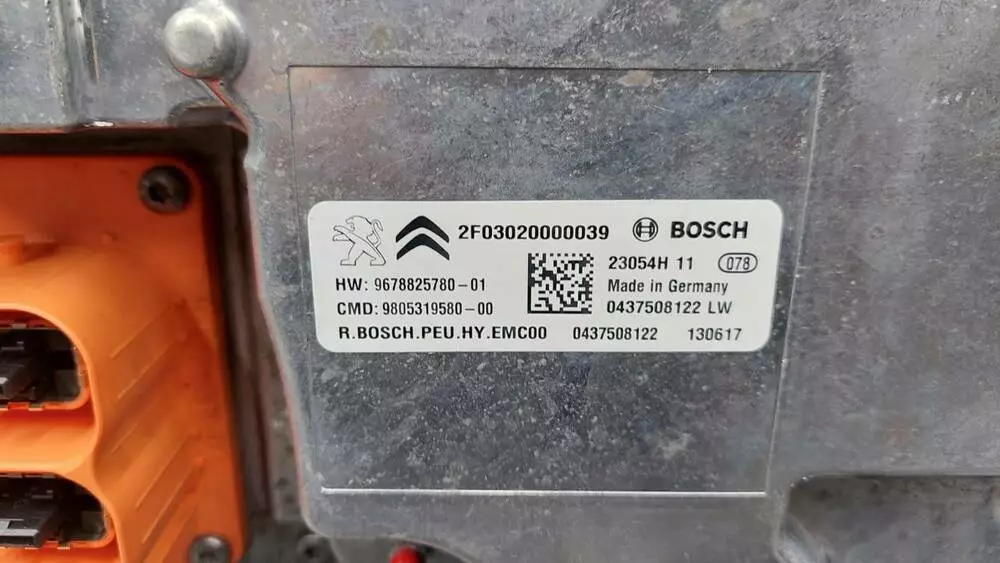 2F03020000039 BOSCH
HW: 9678825780-01 23054H 11 078
CMD: 9805319580-00 Made in Germany
0437508122 LW
R.BOSCH.PEU.HY.EMC00 0437508122 130617